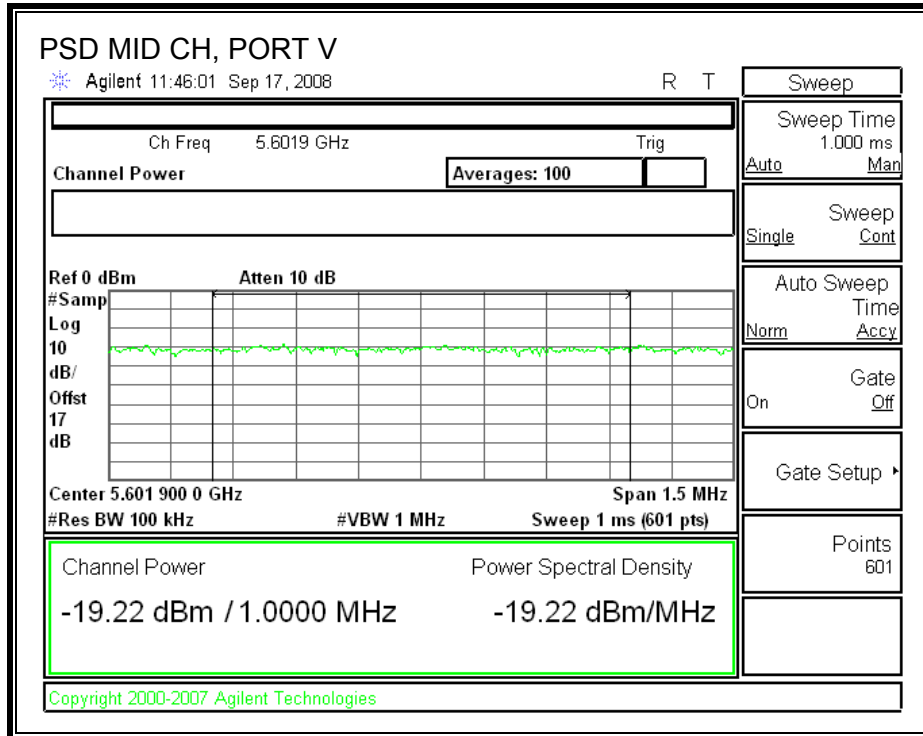 PSD MID CH, PORT V
Agilent 11:46:01 Sep 17, 2008 R T
Ch Freq 5.6019 GHz Trig
Channel Power Averages: 100
Ref 0 dBm Atten 10 dB
#Samp
Log
10
dB/
Offst
17
dB
Center 5.601 900 0 GHz Span 1.5 MHz
#Res BW 100 kHz #VBW 1 MHz Sweep 1 ms (601 pts)
Channel Power Power Spectral Density
-19.22 dBm / 1.0000 MHz -19.22 dBm/MHz
Copyright 2000-2007 Agilent Technologies
Sweep
Sweep Time
1.000 ms
Auto Man
Sweep
Single Cont
Auto Sweep
Time
Norm Accy
Gate
On Off
Gate Setup
Points
601